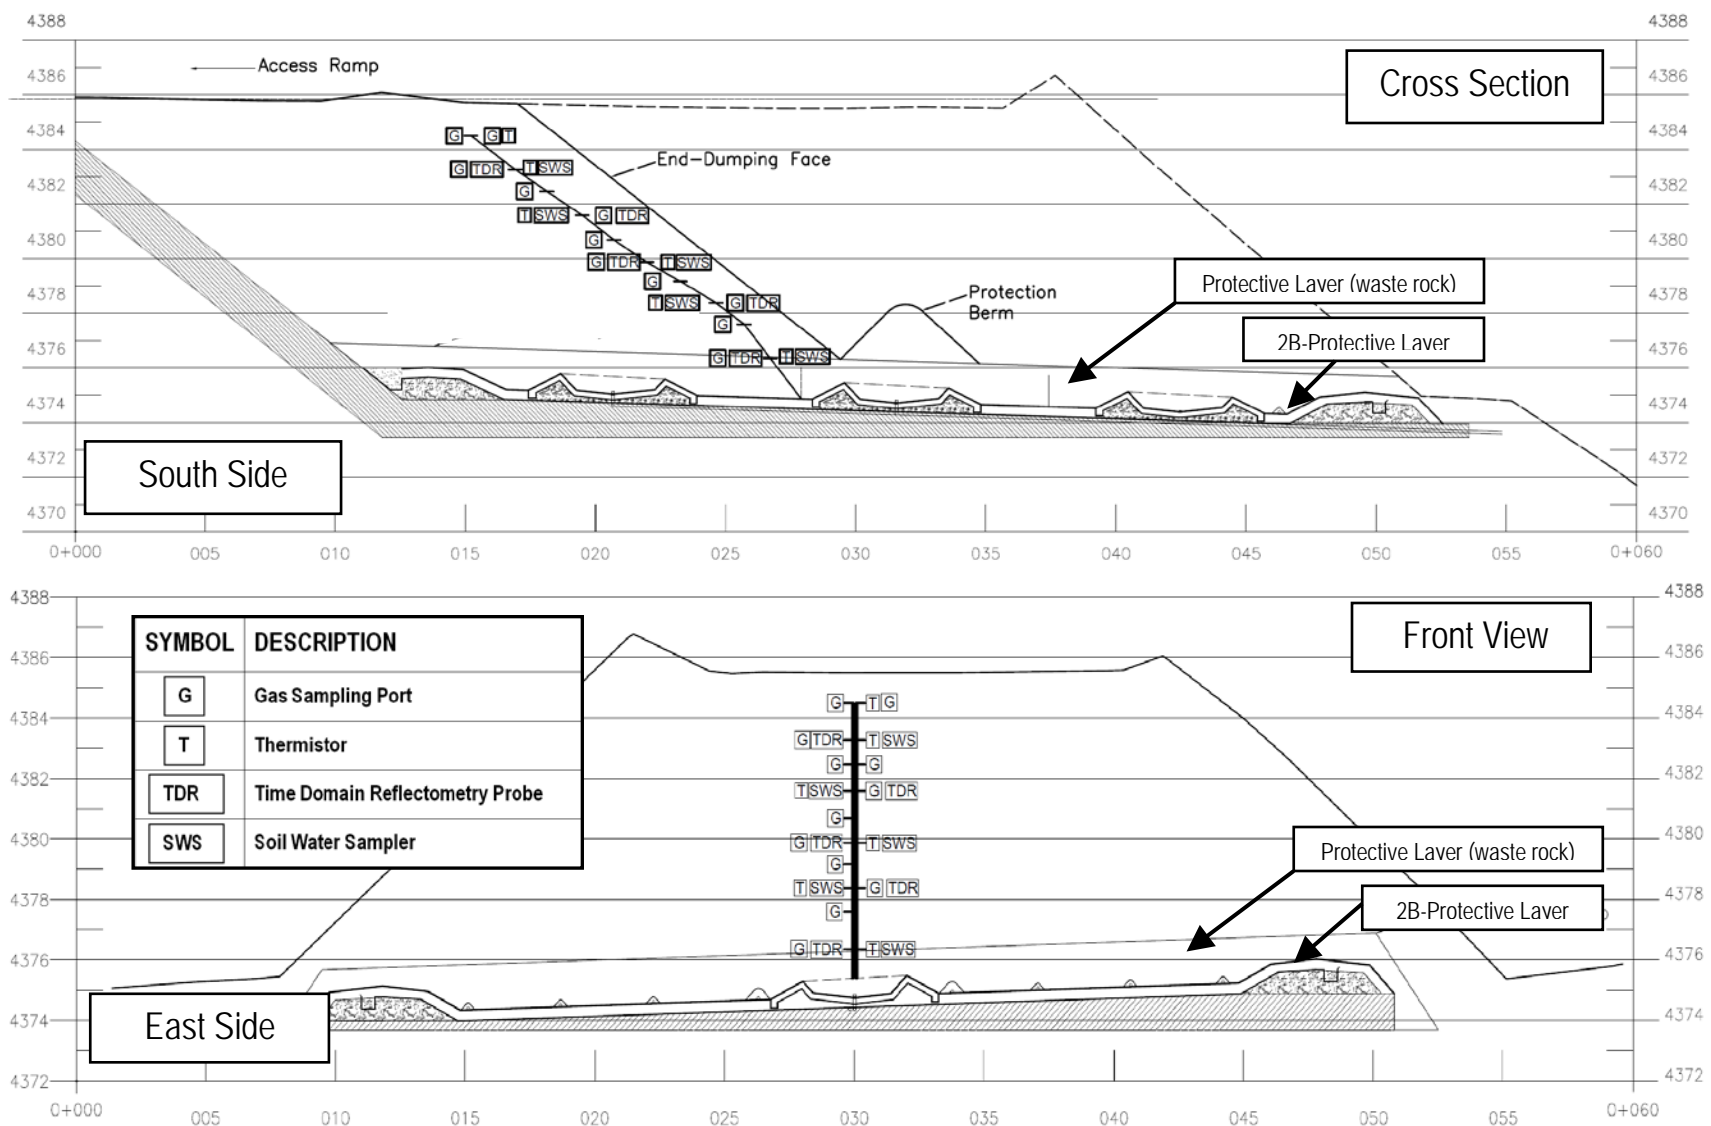 4388 4388
Access Ramp
Cross Section
4386 4386
4384 4384
G G T
End-Dumping Face
G TDR T SWS
4382 4382
G
T SWS G TDR
4380 4380
G
G TDR T SWS
G
Protective Laver (waste rock)
4378 4378
Protection
Berm
T SWS G TDR
G
2B-Protective Laver
4376 4376
G TDR T SWS
4374 4374
South Side
4372 4372
4370 4370
0+000 005 010 015 020 025 030 035 040 045 050 055 0+060
4388 4388
SYMBOL DESCRIPTION
Front View
4386 4386
G Gas Sampling Port
G T G
4384 4384
T Thermistor
G TDR T SWS
G G
4382 4382
TDR Time Domain Reflectometry Probe
T SWS G TDR
G
4380 4380
SWS Soil Water Sampler
G TDR T SWS
Protective Laver (waste rock)
G
4378 4378
T SWS G TDR
2B-Protective Laver
G
4376 4376
G TDR T SWS
4374 4374
East Side
4372 4372
0+000 005 010 015 020 025 030 035 040 045 050 055 0+060